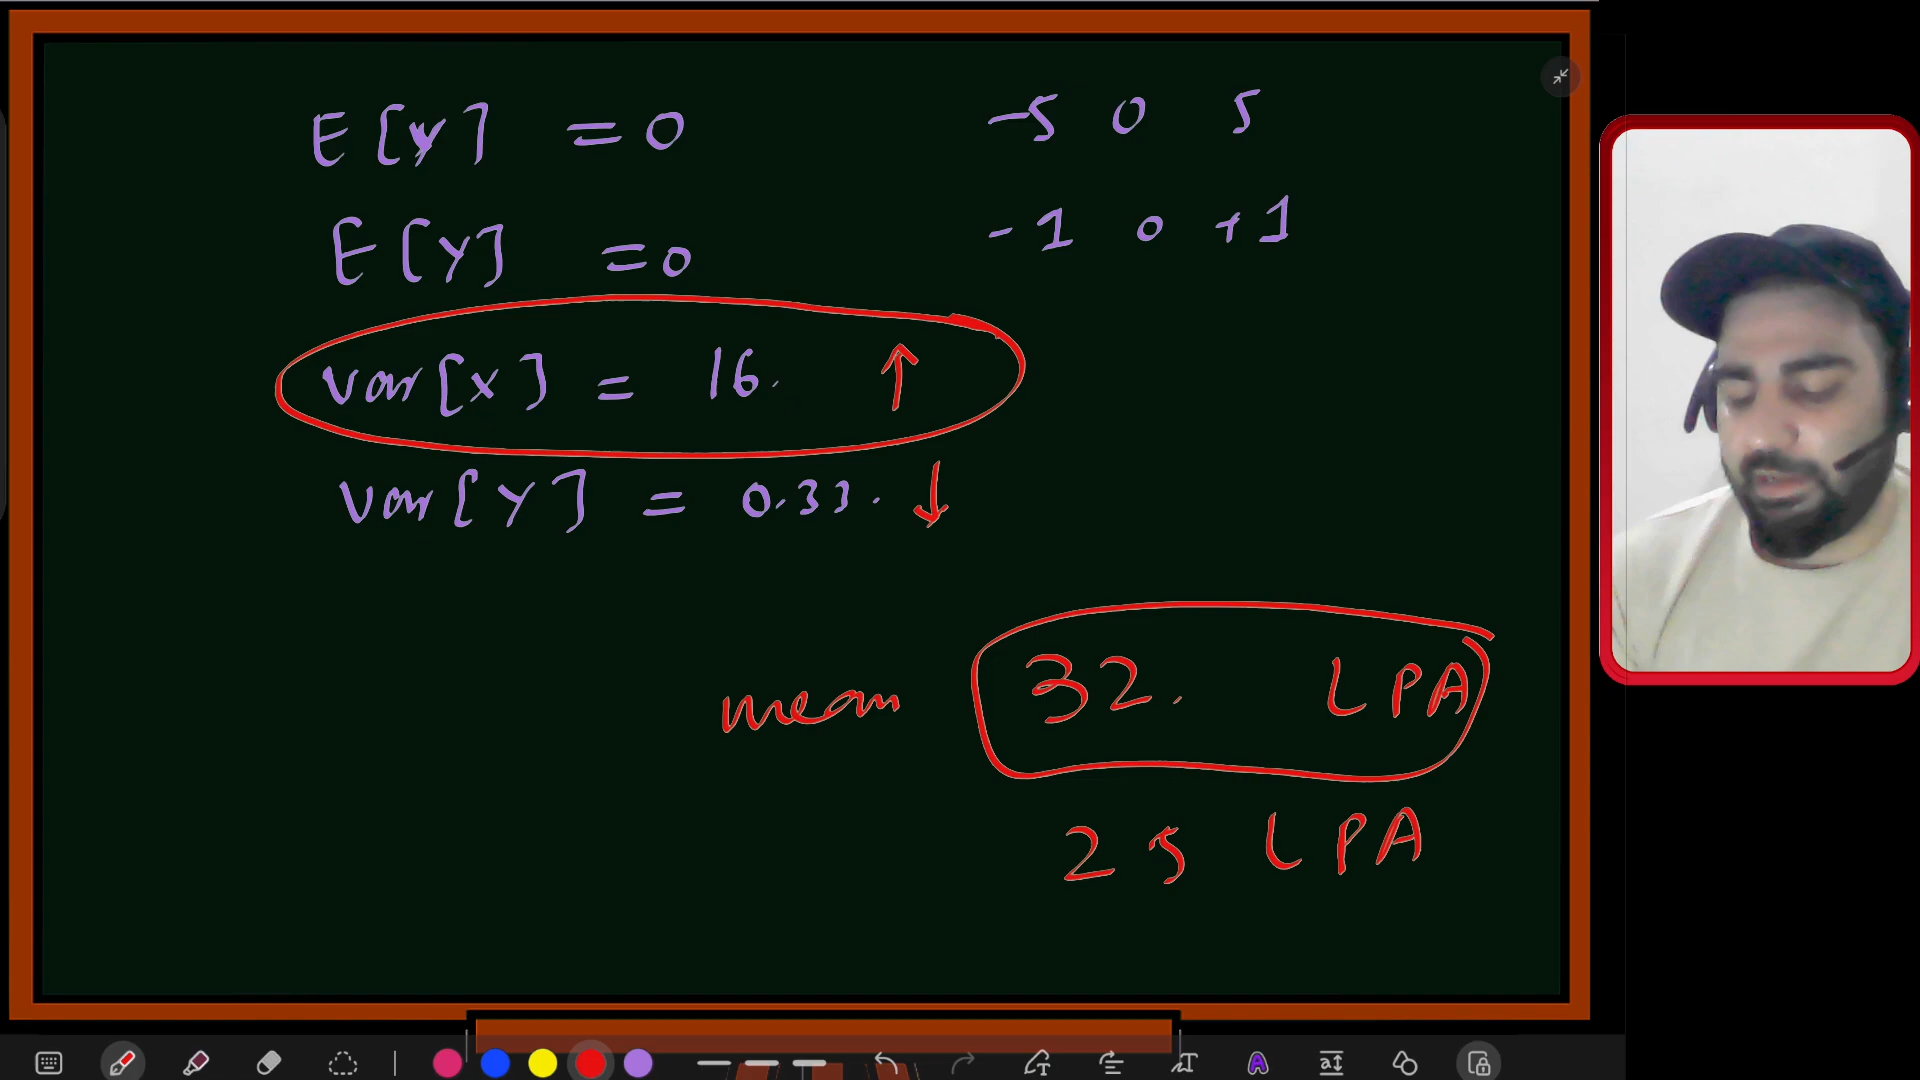 E[Y] = 0 -5 0 5
E[Y] = 0 -1 0 +1
var[X] = 16. ↑
var[Y] = 0.33. ↓
mean 32. LPA
25 LPA